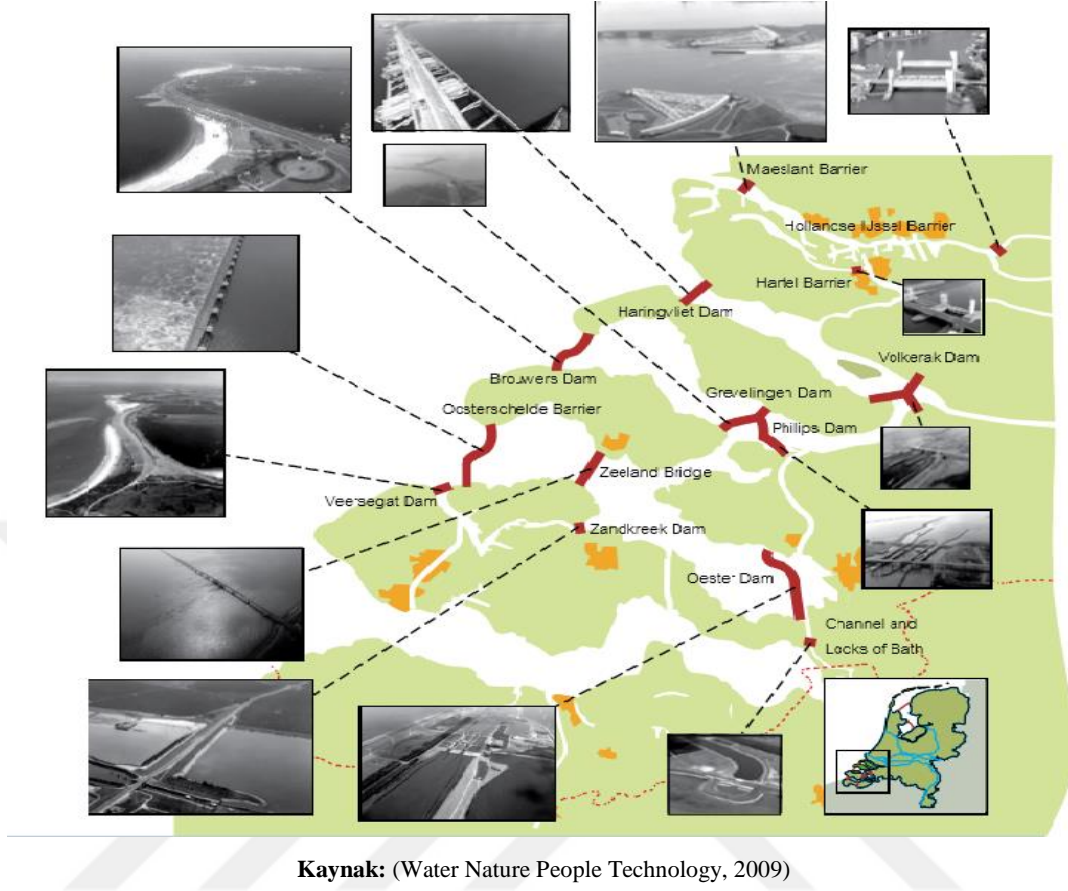 Maeslant Barrier
Hollancse IJssel Barrier
Hartel Barrier
Haringvliet Dam
Volkerak Dam
Brouwers Dam
Grevelingen Dam
Oosterschelde Barrier
Phillips Dam
Zeeland Bridge
Veersegat Dam
Zandkreek Dam
Oester Dam
Channel and
Locks of Bath
Kaynak: (Water Nature People Technology, 2009)